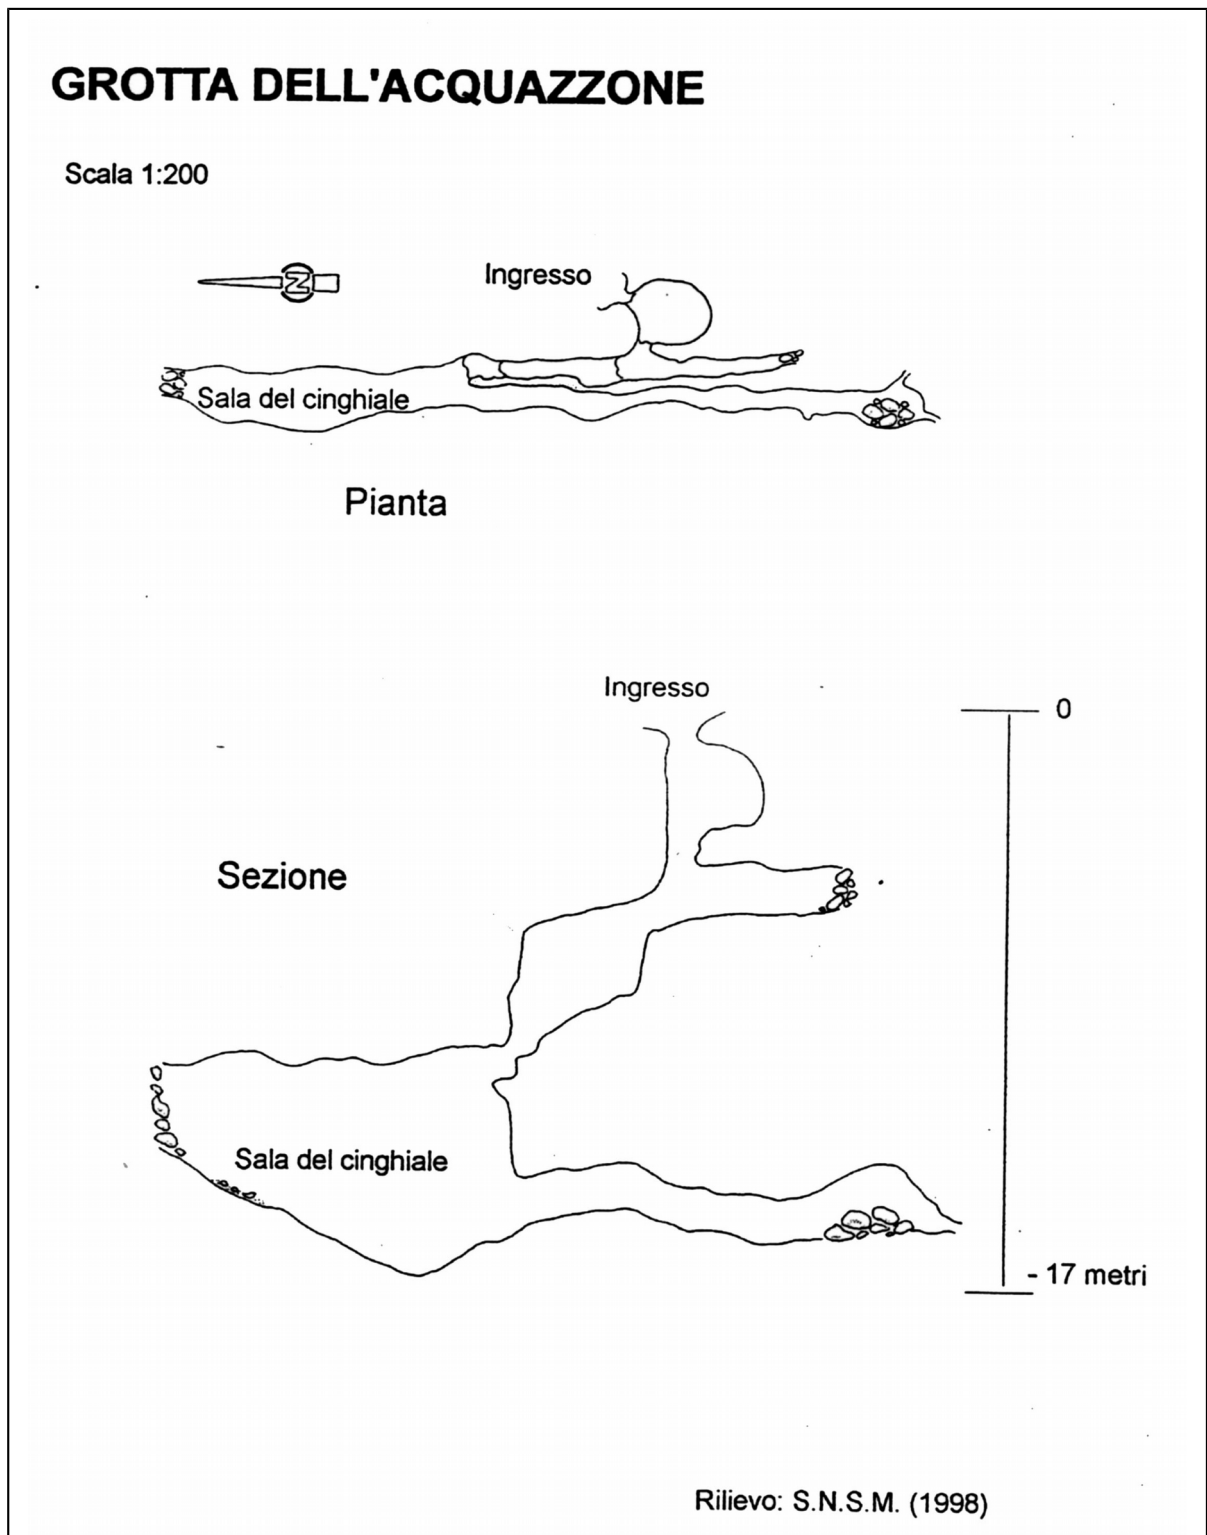 GROTTA DELL'ACQUAZZONE
Scala 1:200
N
Ingresso
Sala del cinghiale
Pianta
Ingresso
0
Sezione
Sala del cinghiale
- 17 metri
Rilievo: S.N.S.M. (1998)